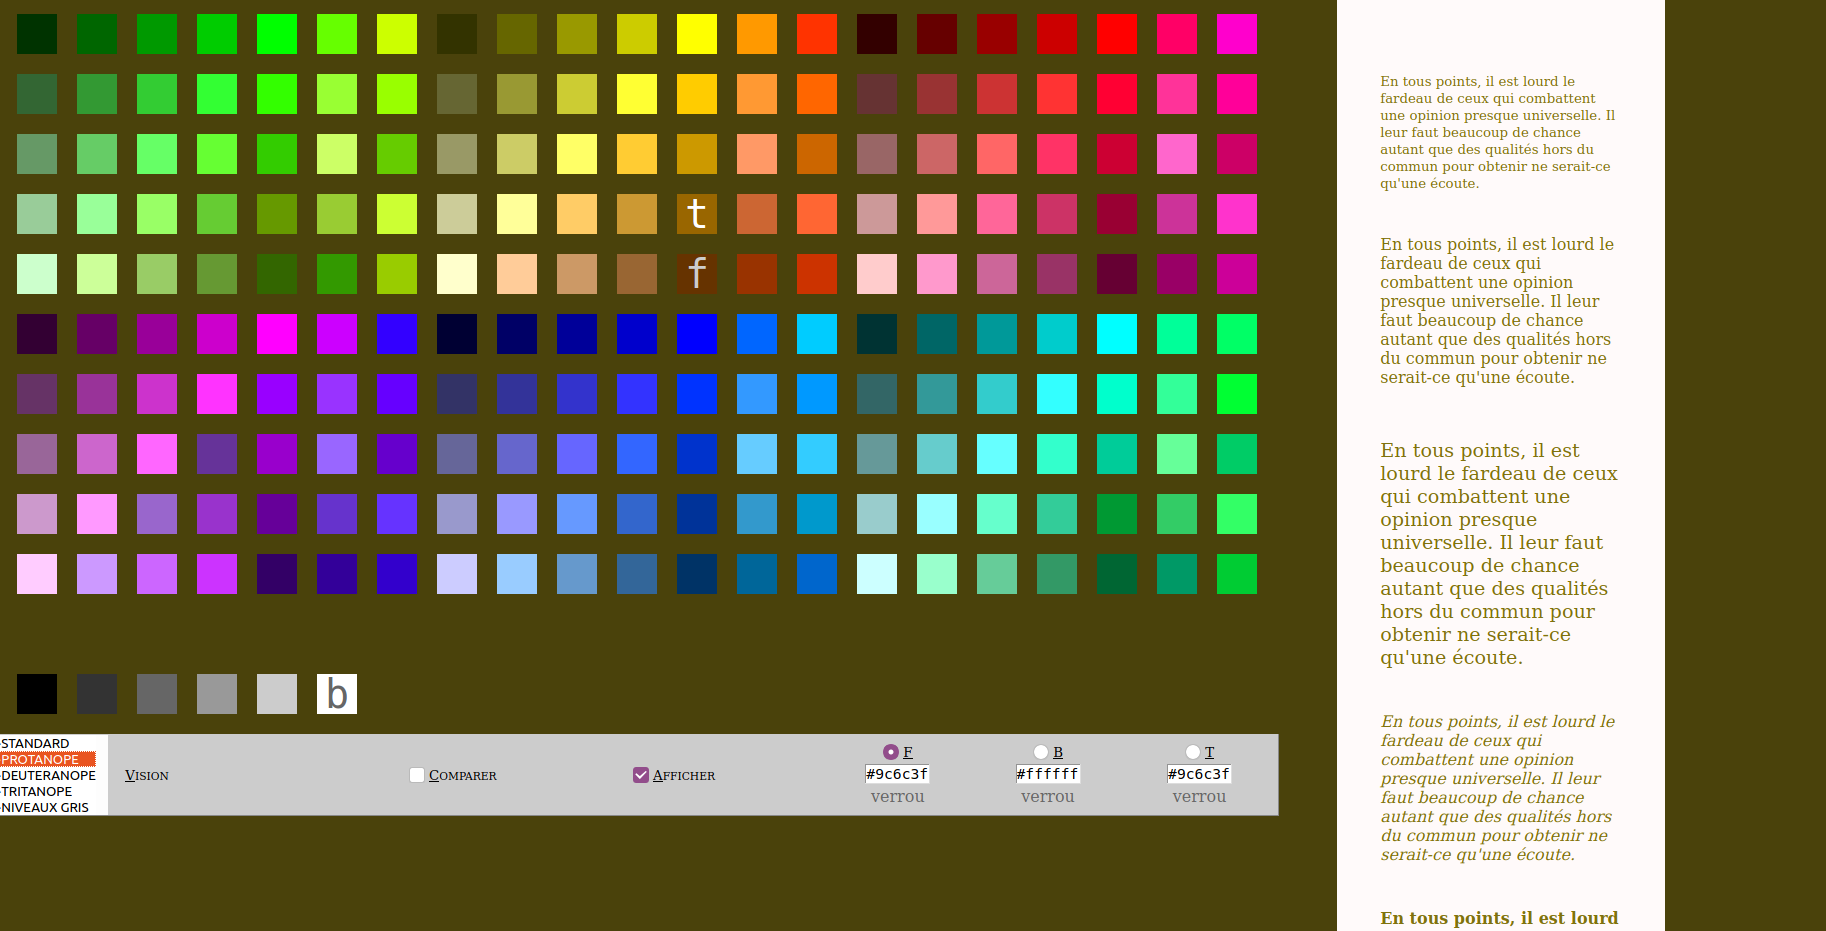 t
f
b
STANDARD
PROTANOPE
DEUTERANOPE
TRITANOPE
NIVEAUX GRIS
Vision
Comparer
Afficher
F
#9c6c3f
verrou
B
#ffffff
verrou
T
#9c6c3f
verrou
En tous points, il est lourd le
fardeau de ceux qui combattent
une opinion presque universelle. Il
leur faut beaucoup de chance
autant que des qualités hors du
commun pour obtenir ne serait-ce
qu'une écoute.
En tous points, il est lourd le
fardeau de ceux qui
combattent une opinion
presque universelle. Il leur
faut beaucoup de chance
autant que des qualités hors
du commun pour obtenir ne
serait-ce qu'une écoute.
En tous points, il est
lourd le fardeau de ceux
qui combattent une
opinion presque
universelle. Il leur faut
beaucoup de chance
autant que des qualités
hors du commun pour
obtenir ne serait-ce
qu'une écoute.
En tous points, il est lourd le
fardeau de ceux qui
combattent une opinion
presque universelle. Il leur
faut beaucoup de chance
autant que des qualités hors
du commun pour obtenir ne
serait-ce qu'une écoute.
En tous points, il est lourd